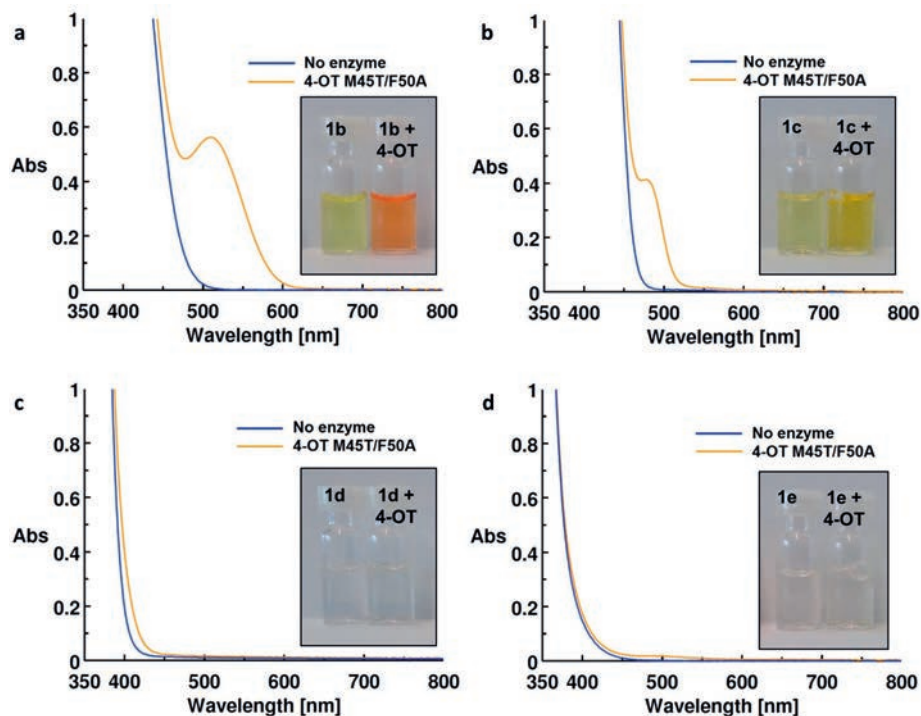 a
No enzyme
4-OT M45T/F50A
1b
1b +
4-OT
Abs
1
0.8
0.6
0.4
0.2
0
350 400 500 600 700 800
Wavelength [nm]
b
No enzyme
4-OT M45T/F50A
1c
1c +
4-OT
Abs
1
0.8
0.6
0.4
0.2
0
350 400 500 600 700 800
Wavelength [nm]
c
No enzyme
4-OT M45T/F50A
1d
1d +
4-OT
Abs
1
0.8
0.6
0.4
0.2
0
350 400 500 600 700 800
Wavelength [nm]
d
No enzyme
4-OT M45T/F50A
1e
1e +
4-OT
Abs
1
0.8
0.6
0.4
0.2
0
350 400 500 600 700 800
Wavelength [nm]